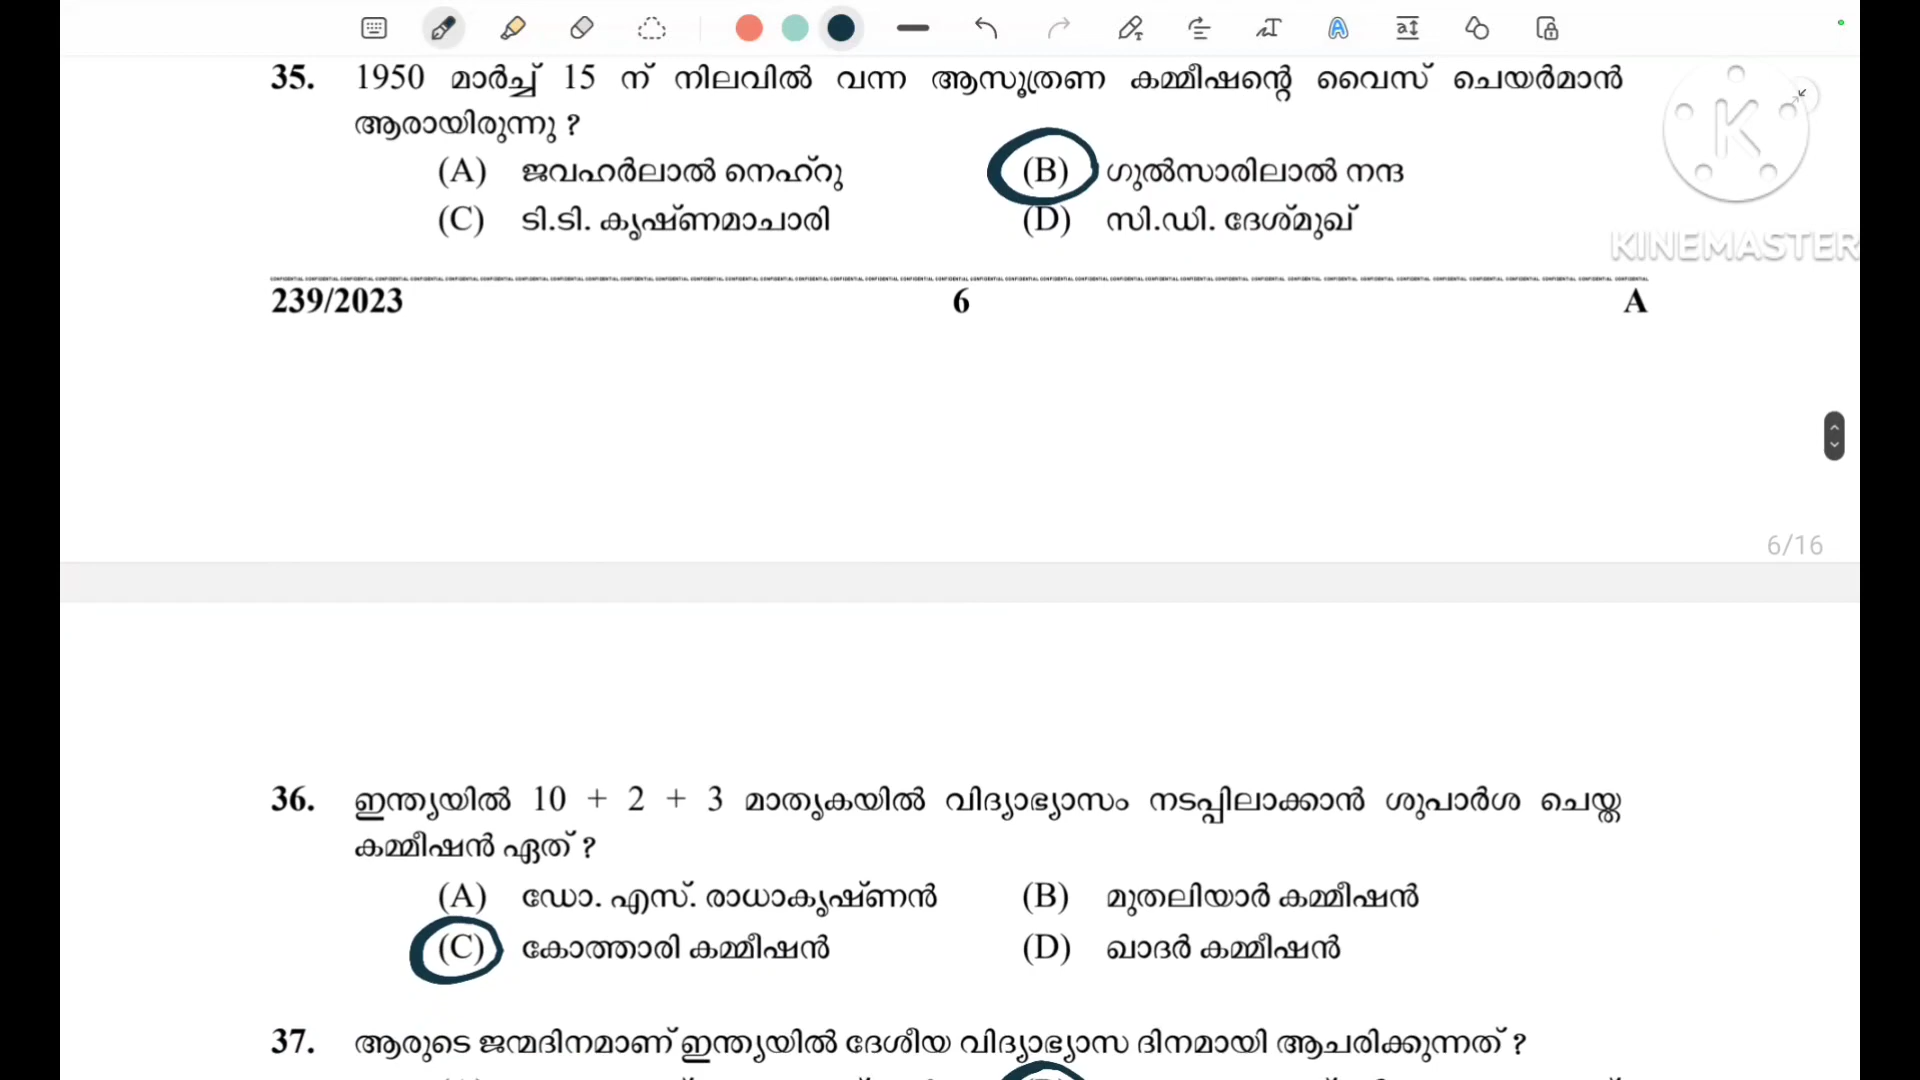 35. 1950 മാർച്ച് 15 ന് നിലവിൽ വന്ന ആസൂത്രണ കമ്മീഷന്റെ വൈസ് ചെയർമാൻ
ആരായിരുന്നു ?
(A) ജവഹർലാൽ നെഹ്റു (B) ഗുൽസാരിലാൽ നന്ദ
(C) ടി.ടി. കൃഷ്ണമാചാരി (D) സി.ഡി. ദേശ്മുഖ്
K
KINEMASTER
239/2023 6 A
6/16
36. ഇന്ത്യയിൽ 10 + 2 + 3 മാതൃകയിൽ വിദ്യാഭ്യാസം നടപ്പിലാക്കാൻ ശുപാർശ ചെയ്ത
കമ്മീഷൻ ഏത് ?
(A) ഡോ. എസ്. രാധാകൃഷ്ണൻ (B) മുതലിയാർ കമ്മീഷൻ
(C) കോത്താരി കമ്മീഷൻ (D) ഖാദർ കമ്മീഷൻ
37. ആരുടെ ജന്മദിനമാണ് ഇന്ത്യയിൽ ദേശീയ വിദ്യാഭ്യാസ ദിനമായി ആചരിക്കുന്നത് ?